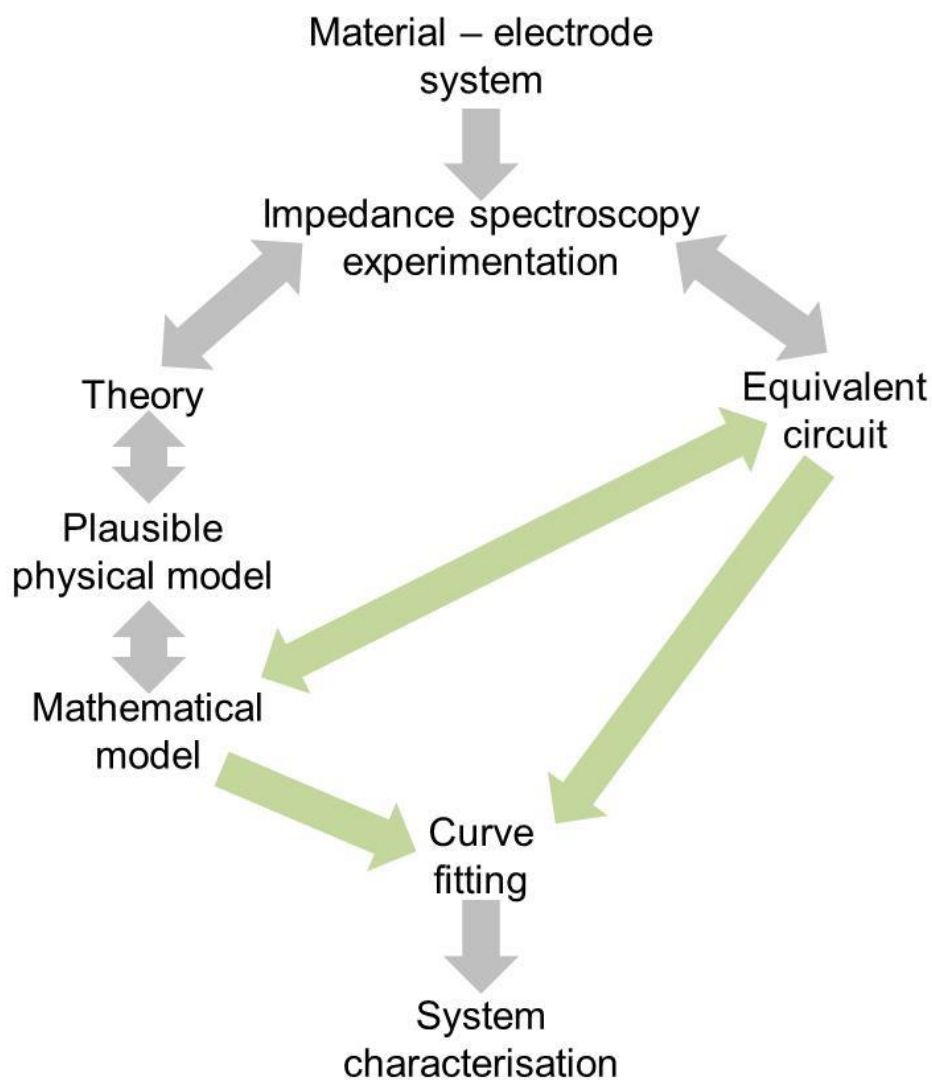 Material – electrode
system
Impedance spectroscopy
experimentation
Theory
Equivalent
circuit
Plausible
physical model
Mathematical
model
Curve
fitting
System
characterisation